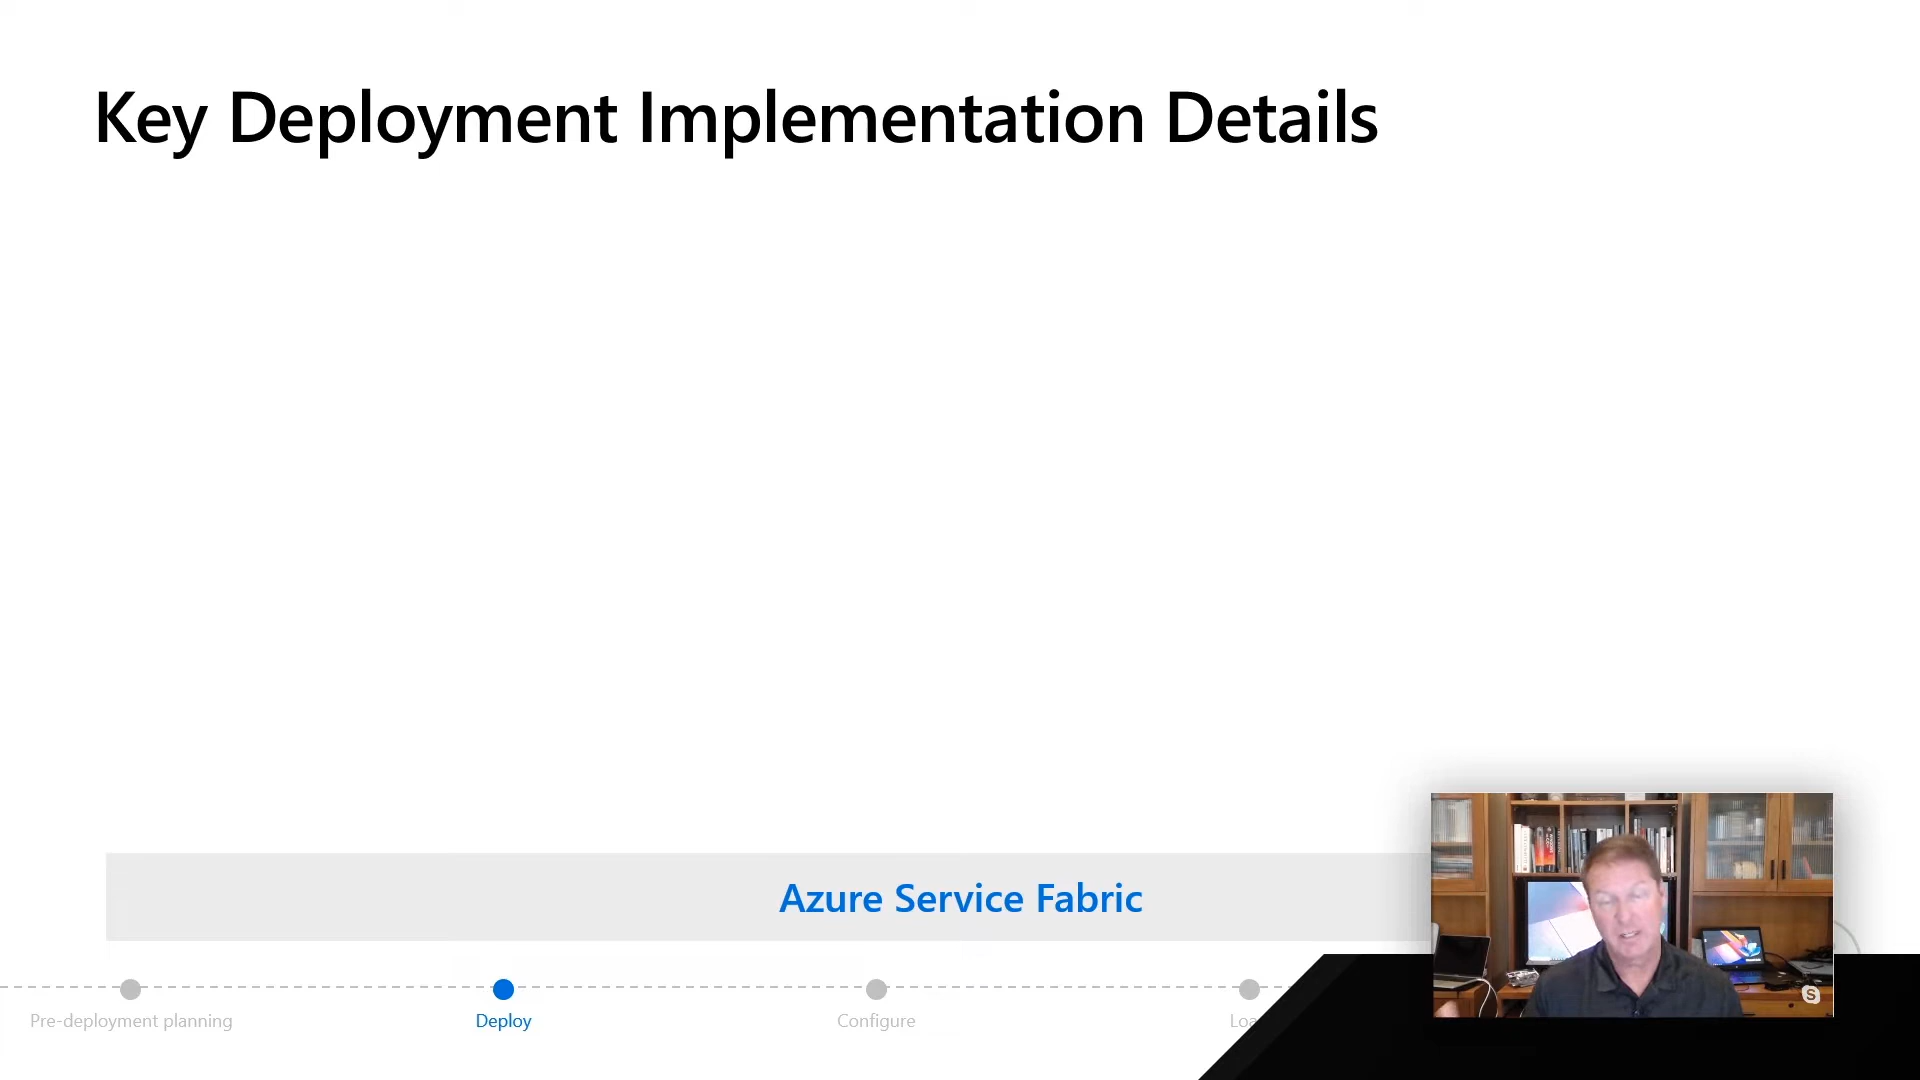 Key Deployment Implementation Details
Azure Service Fabric
Pre-deployment planning
Deploy
Configure